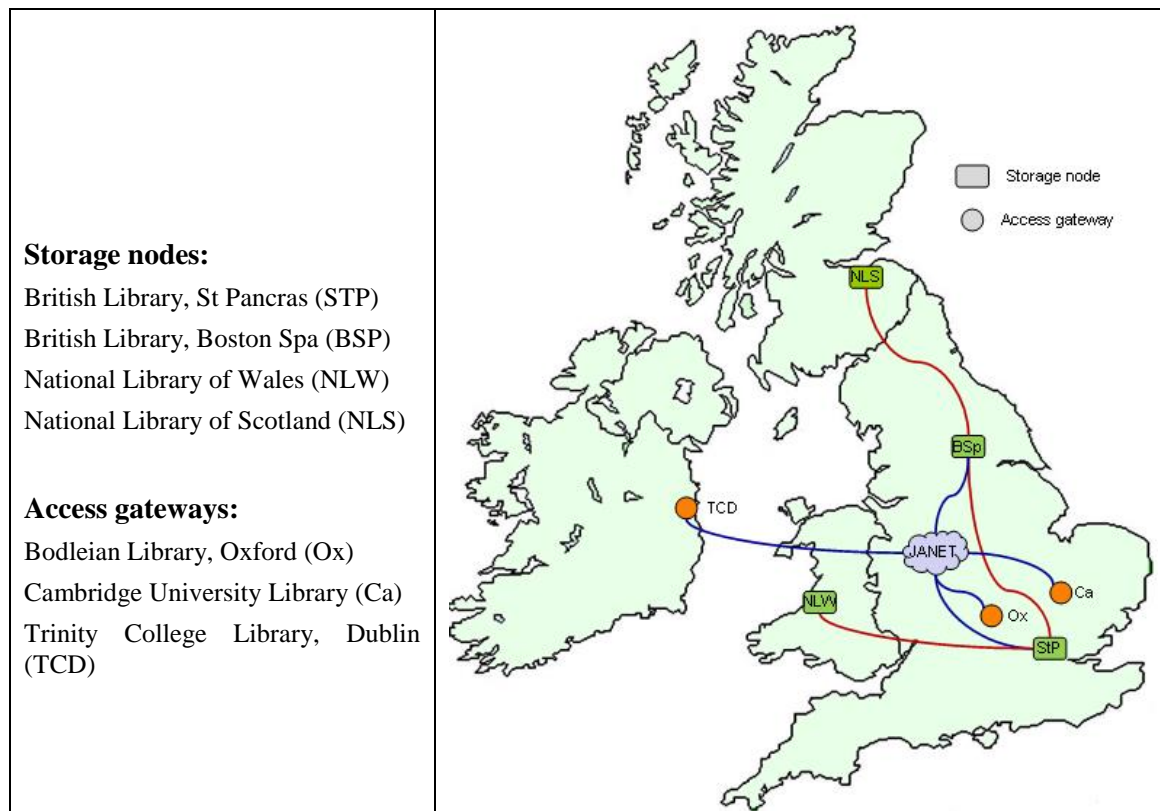 Storage nodes:
British Library, St Pancras (STP)
British Library, Boston Spa (BSP)
National Library of Wales (NLW)
National Library of Scotland (NLS)
Access gateways:
Bodleian Library, Oxford (Ox)
Cambridge University Library (Ca)
Trinity College Library, Dublin
(TCD)
Storage node
Access gateway
NLS
BSp
TCD
JANET
NLW
Ca
Ox
StP